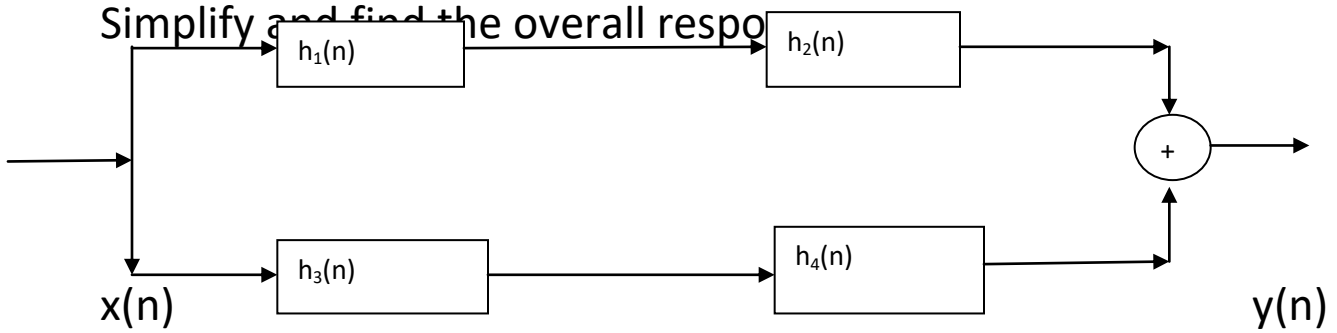 Simplify and find the overall respo
h₁(n)
h₂(n)
+
h₃(n)
h₄(n)
x(n)
y(n)